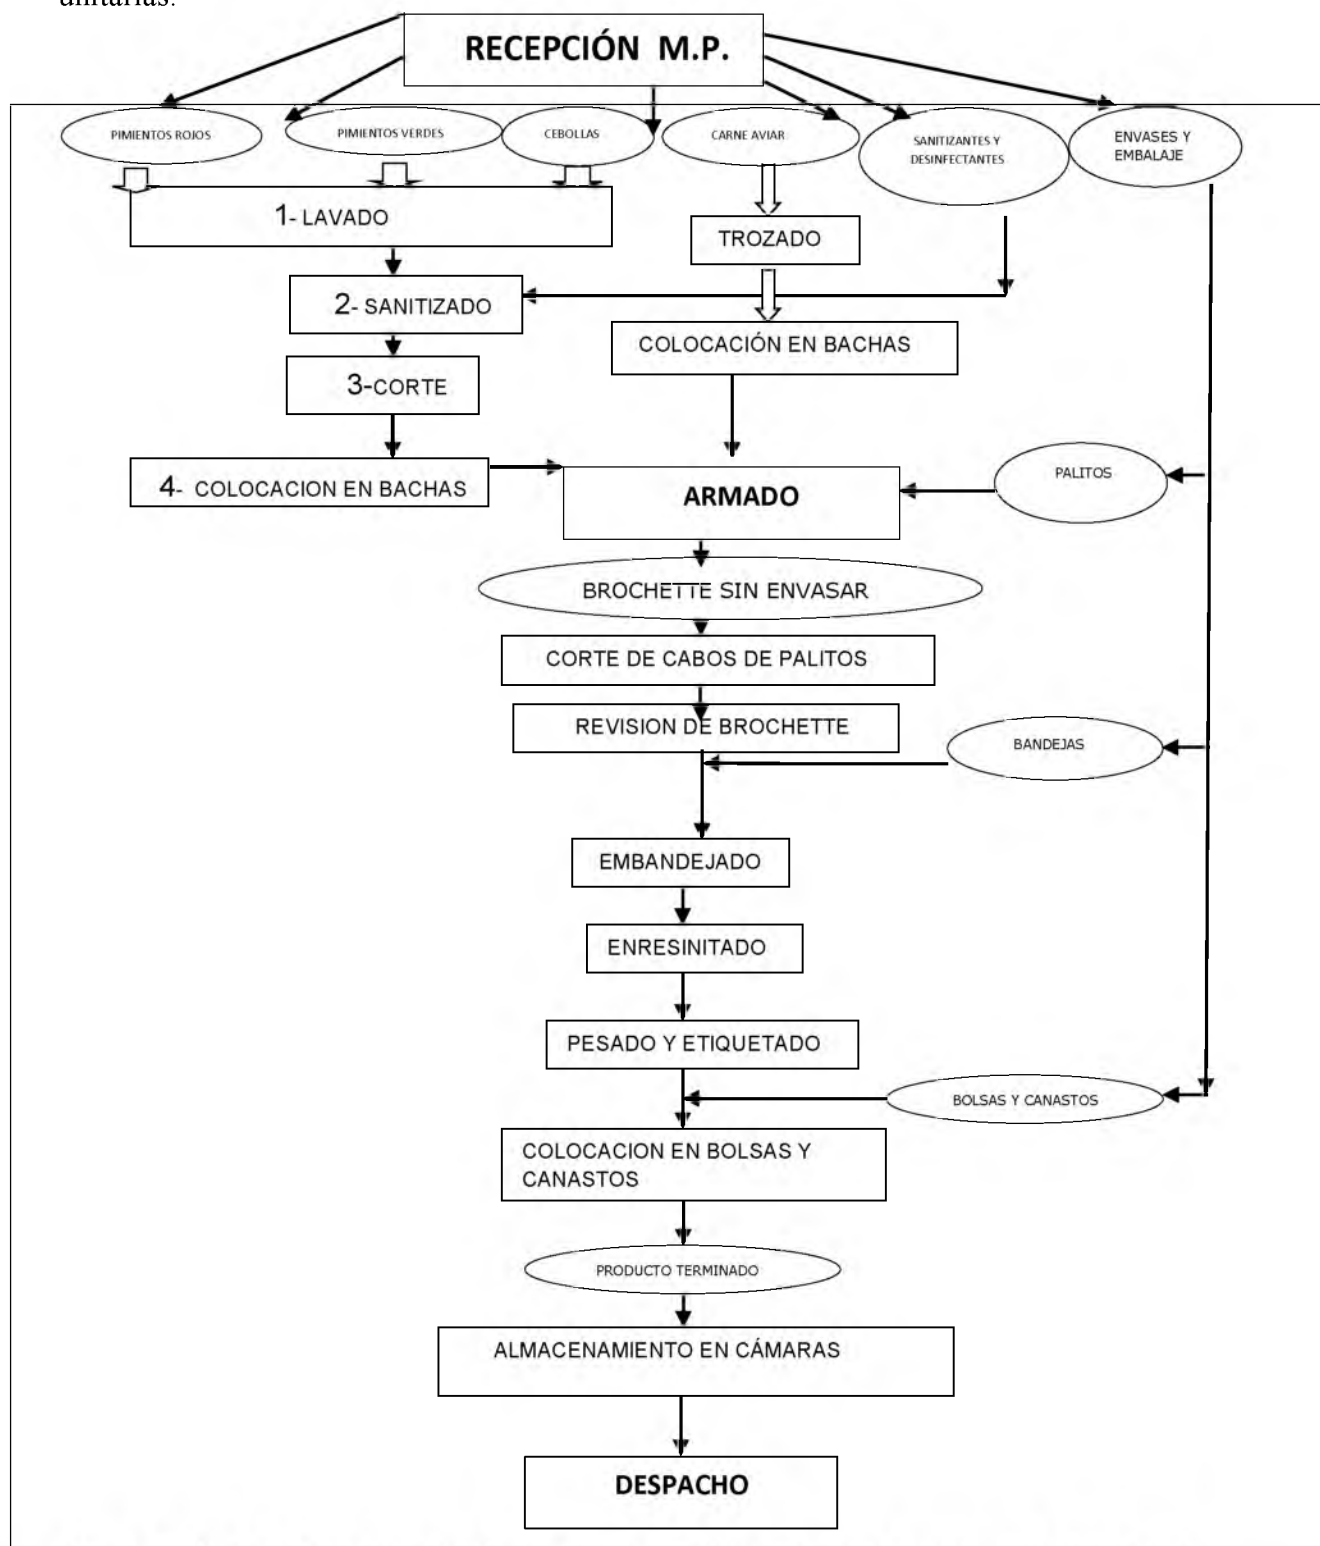 unitarias.
RECEPCIÓN M.P.
PIMIENTOS ROJOS
PIMIENTOS VERDES
CEBOLLAS
CARNE AVIAR
SANITIZANTES Y
DESINFECTANTES
ENVASES Y
EMBALAJE
1- LAVADO
TROZADO
2- SANITIZADO
COLOCACIÓN EN BACHAS
3-CORTE
4- COLOCACION EN BACHAS
ARMADO
PALITOS
BROCHETTE SIN ENVASAR
CORTE DE CABOS DE PALITOS
REVISION DE BROCHETTE
BANDEJAS
EMBANDEJADO
ENRESINITADO
PESADO Y ETIQUETADO
BOLSAS Y CANASTOS
COLOCACION EN BOLSAS Y
CANASTOS
PRODUCTO TERMINADO
ALMACENAMIENTO EN CÁMARAS
DESPACHO